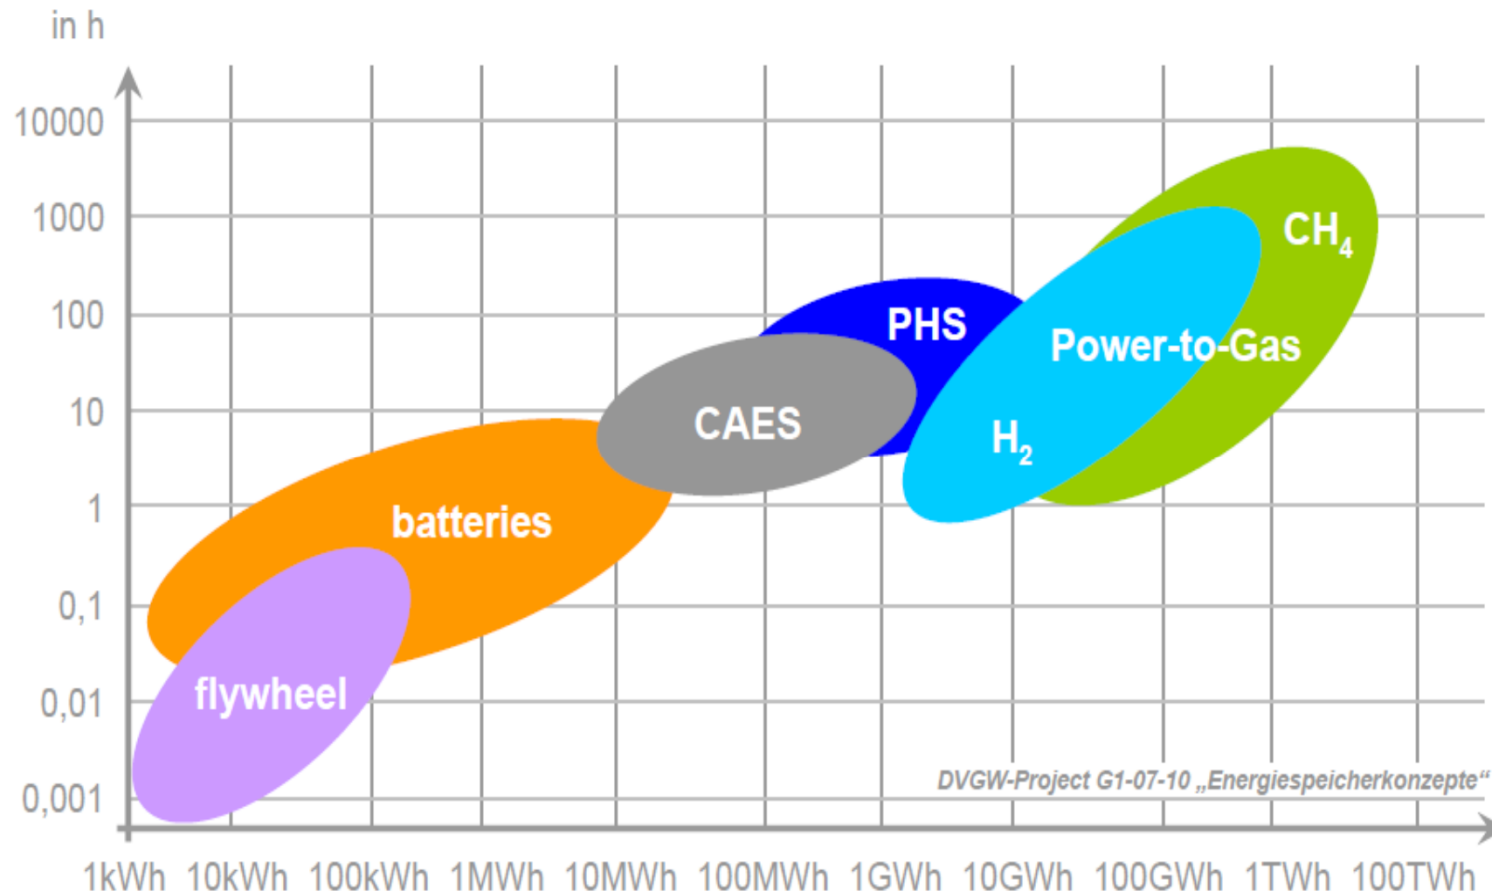 in h
10000
1000
100
10
1
0,1
0,01
0,001
CH4
PHS
Power-to-Gas
CAES
H2
batteries
flywheel
DVGW-Project G1-07-10 „Energiespeicherkonzepte“
1kWh 10kWh 100kWh 1MWh 10MWh 100MWh 1GWh 10GWh 100GWh 1TWh 100TWh